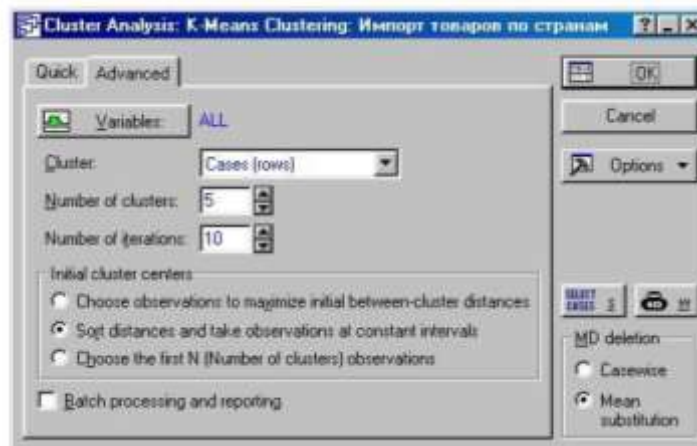 Cluster Analysis: K-Means Clustering: Импорт товаров по странам
Quick Advanced
OK
Variables: ALL
Cancel
Cluster: Cases (rows)
Options
Number of clusters: 5
Number of iterations: 10
Initial cluster centers
Choose observations to maximize initial between-cluster distances
SELECT CASES S
Sort distances and take observations at constant intervals
Choose the first N (Number of clusters) observations
MD deletion
Casewise
Batch processing and reporting
Mean
substitution